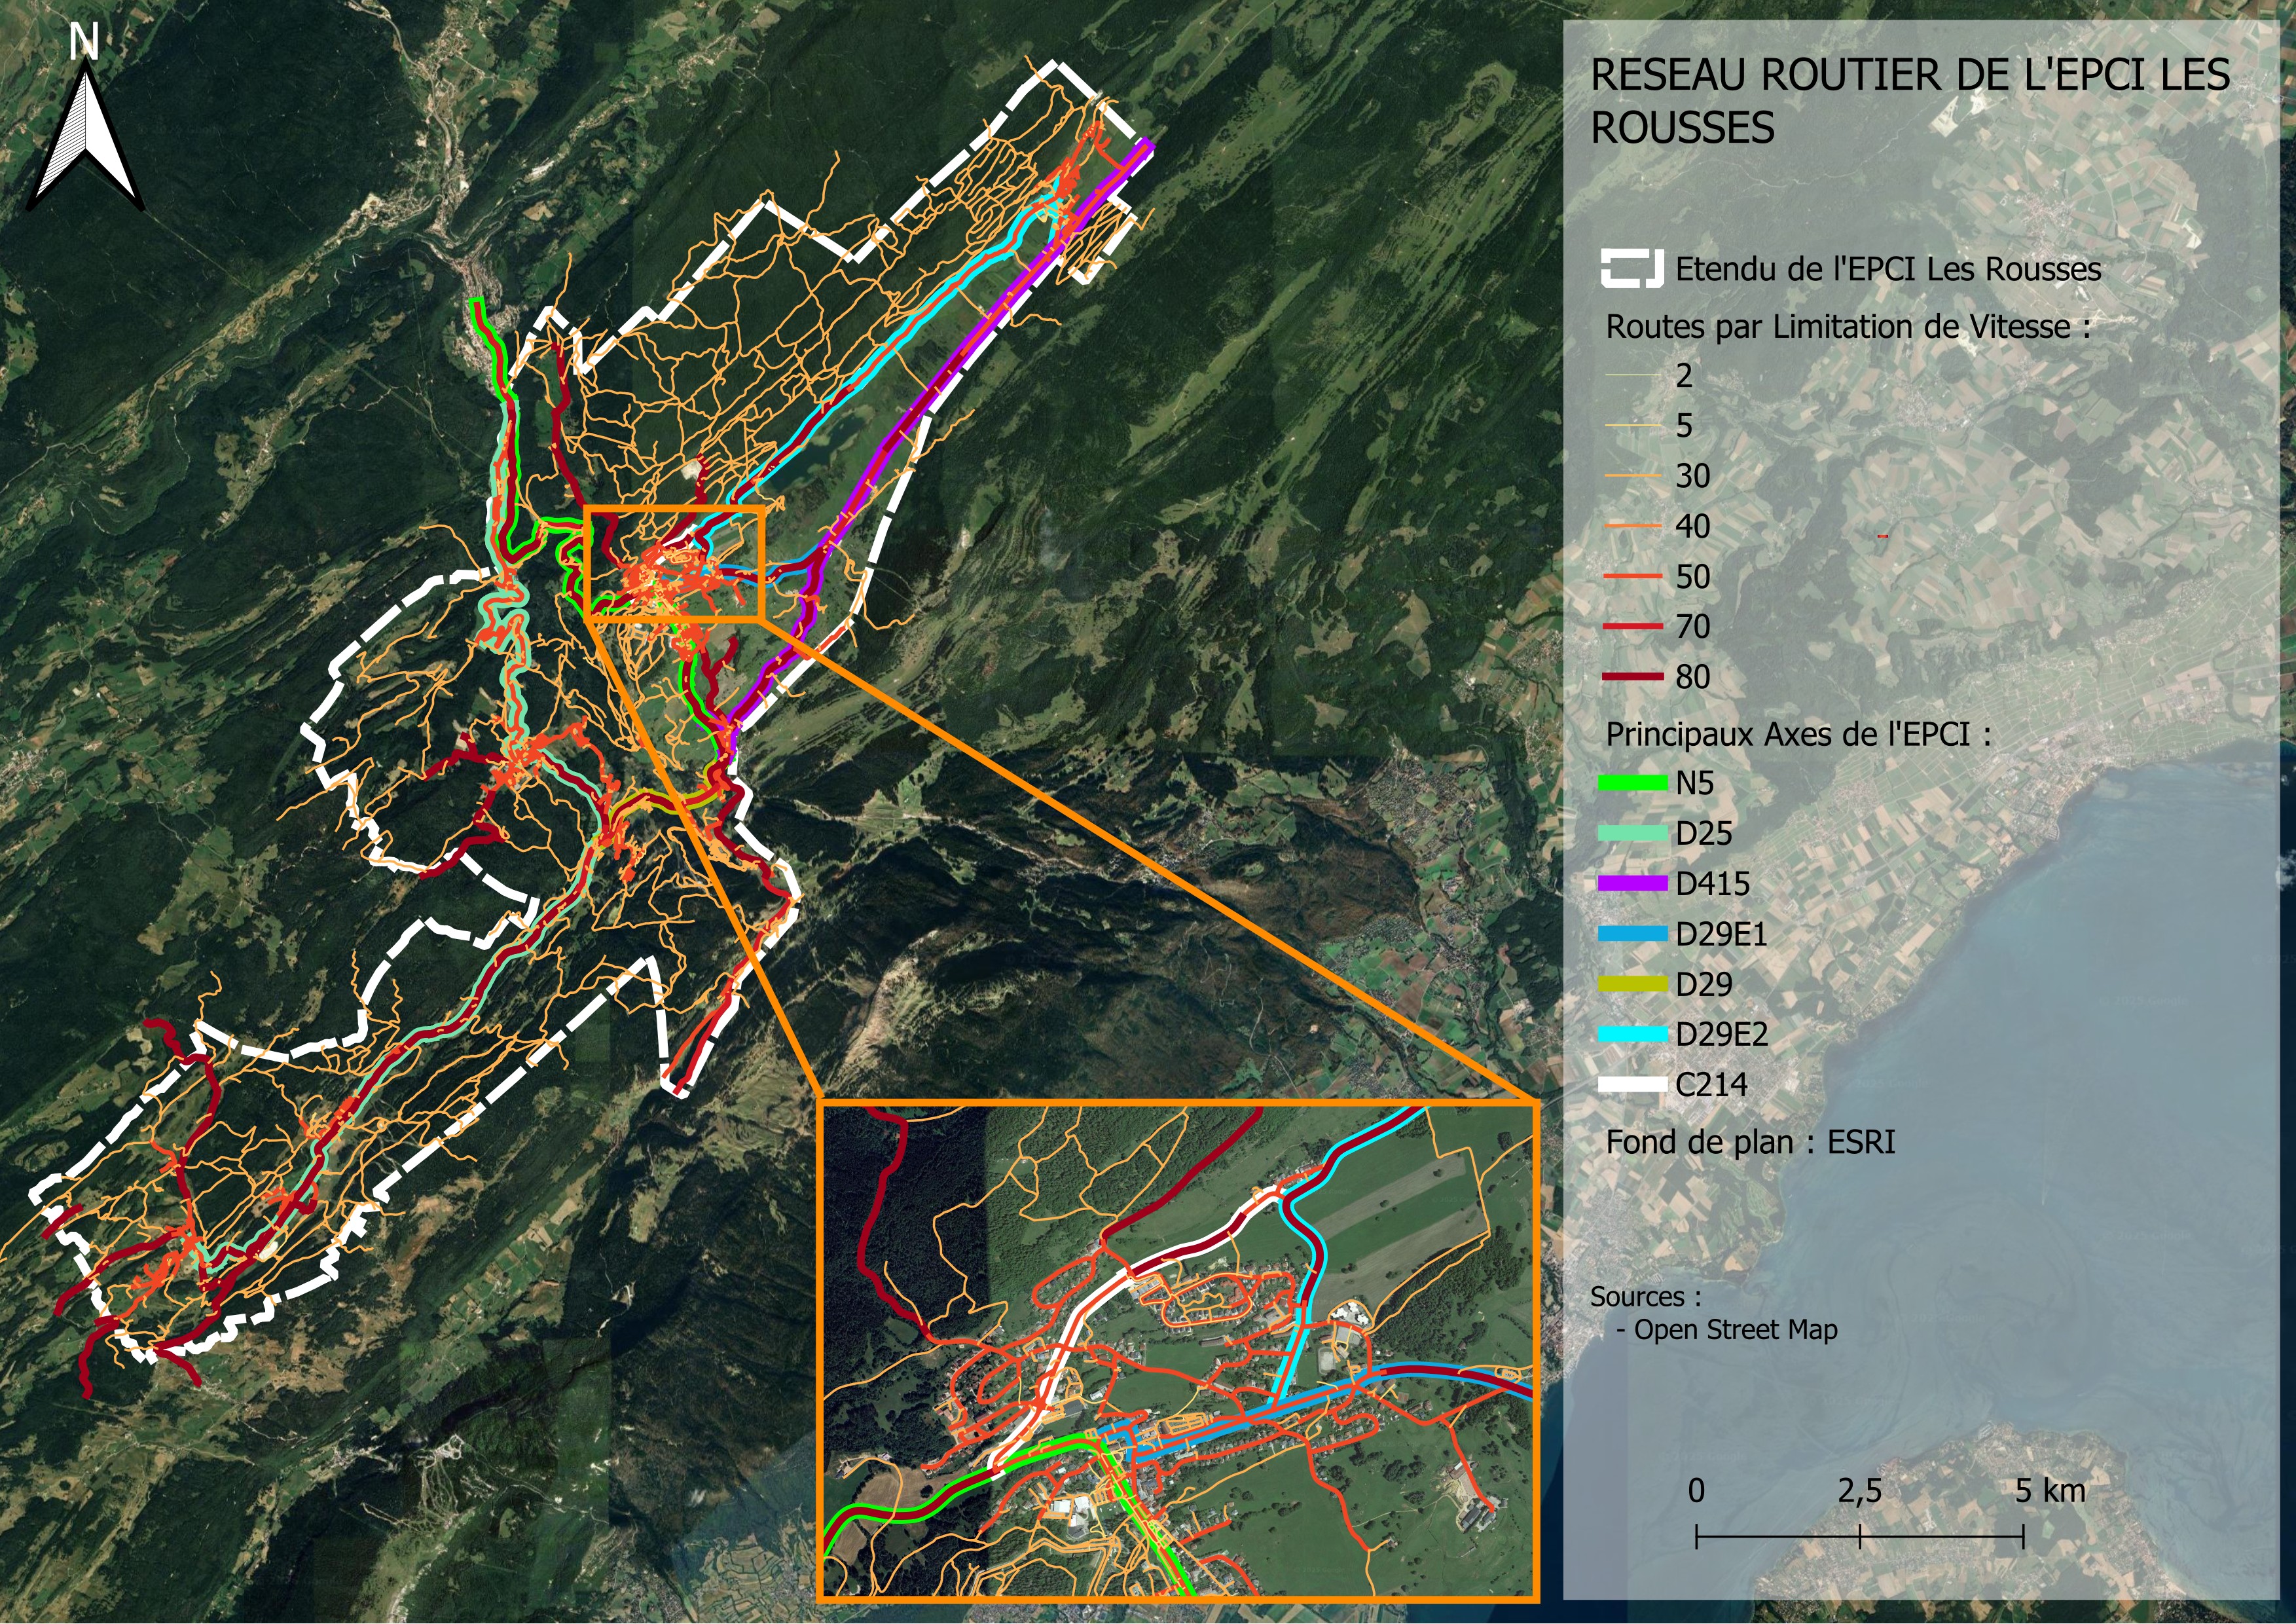 N
RESEAU ROUTIER DE L'EPCI LES
ROUSSES
Etendu de l'EPCI Les Rousses
Routes par Limitation de Vitesse :
2
5
30
40
50
70
80
Principaux Axes de l'EPCI :
N5
D25
D415
D29E1
D29
D29E2
C214
Fond de plan : ESRI
Sources :
- Open Street Map
0 2,5 5 km